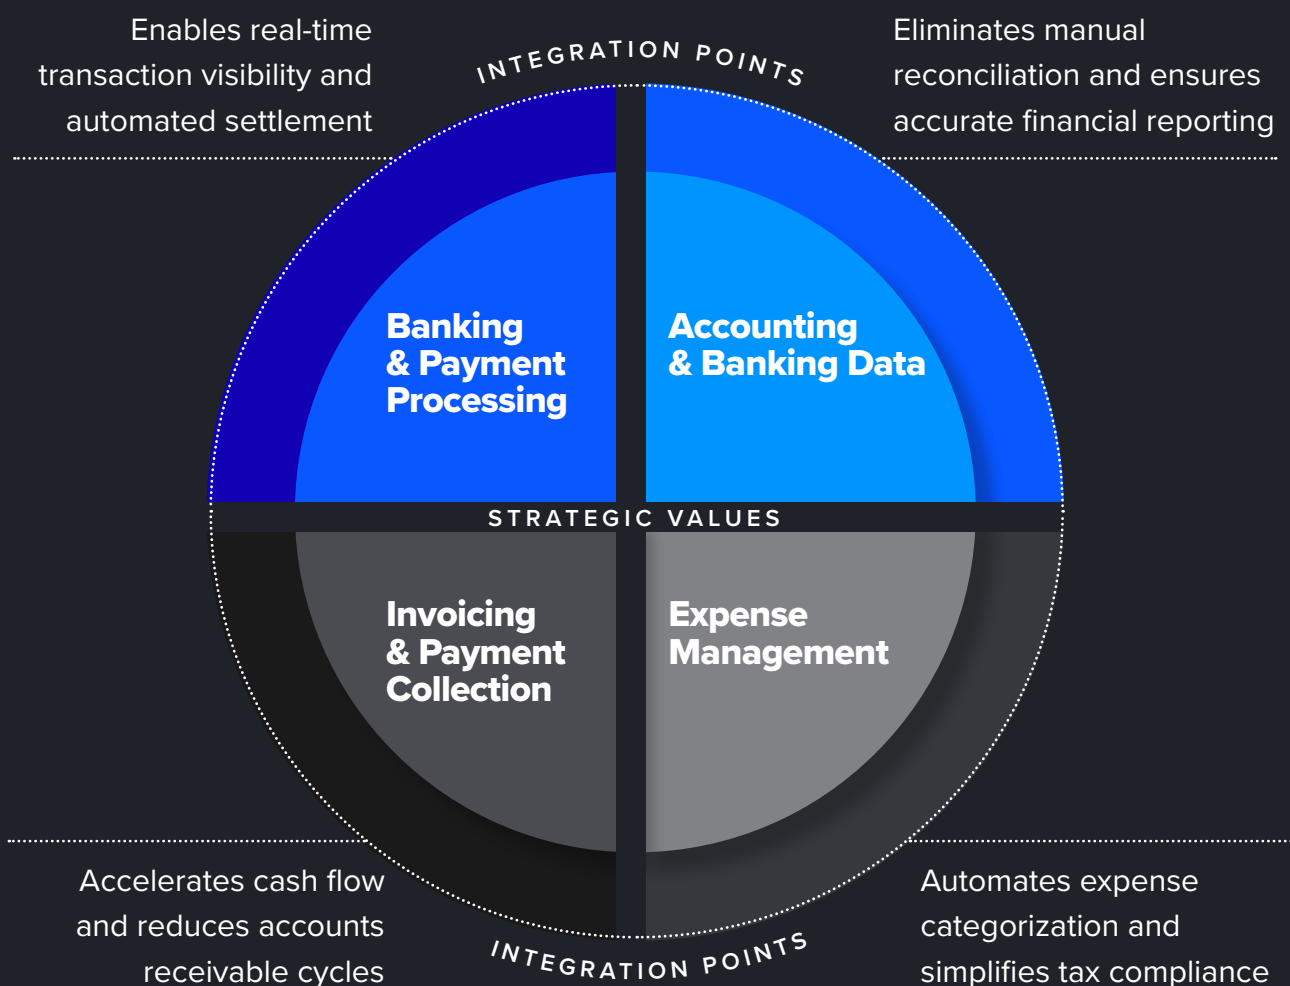 Enables real-time
transaction visibility and
automated settlement
INTEGRATION POINTS
Eliminates manual
reconciliation and ensures
accurate financial reporting
Banking
& Payment
Processing
Accounting
& Banking Data
STRATEGIC VALUES
Invoicing
& Payment
Collection
Expense
Management
Accelerates cash flow
and reduces accounts
receivable cycles
INTEGRATION POINTS
Automates expense
categorization and
simplifies tax compliance